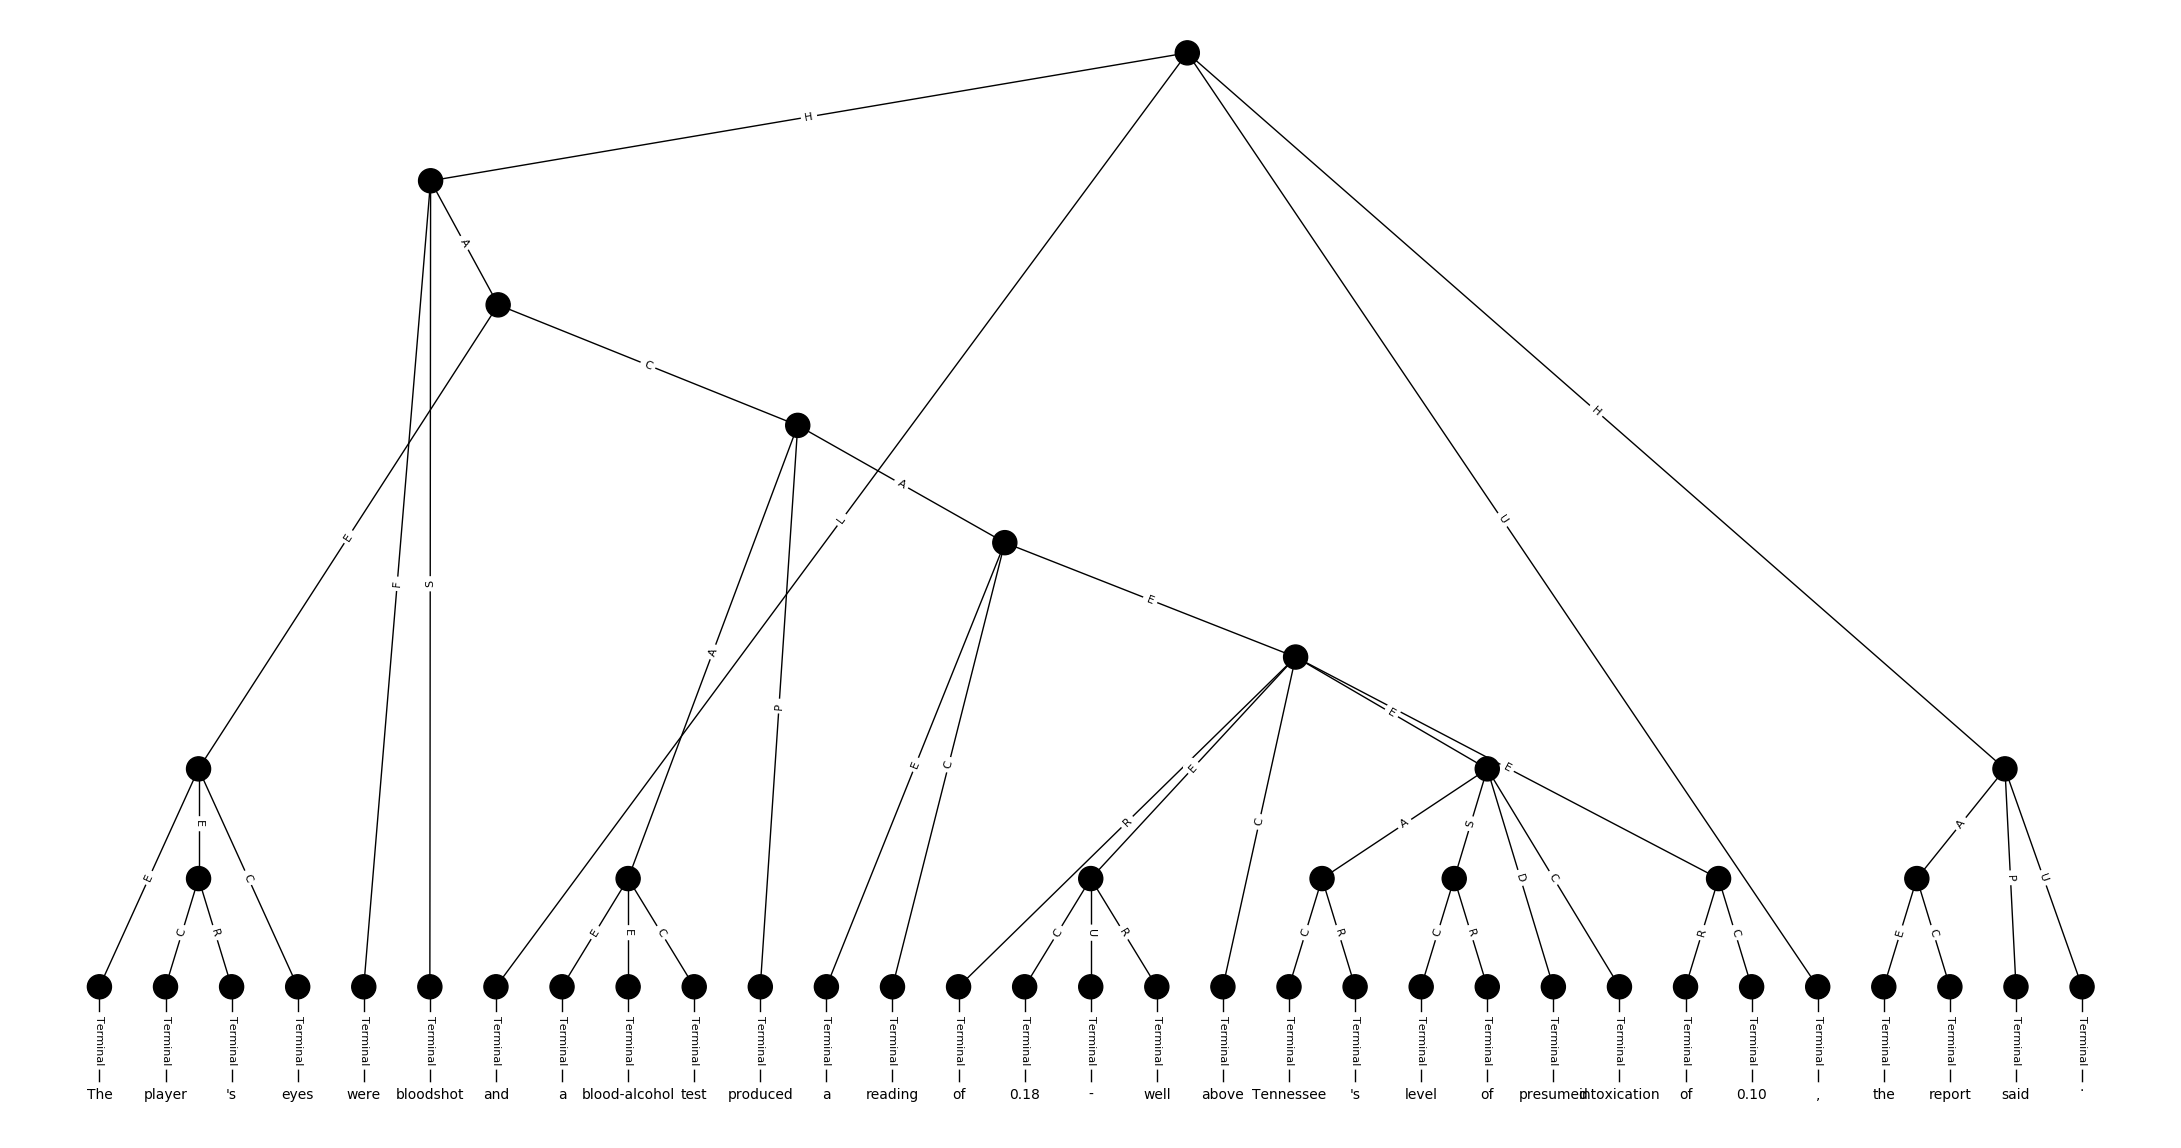 H
A
C
A
L
U
H
E
F
S
E
A
P
E
C
E
E
R
E
C
A
S
D
C
E
E
C
A
P
U
C
R
E
E
C
C
U
R
C
R
C
R
R
C
E
C
Terminal Terminal Terminal Terminal Terminal Terminal Terminal Terminal Terminal Terminal Terminal Terminal Terminal Terminal Terminal Terminal Terminal Terminal Terminal Terminal Terminal Terminal Terminal Terminal Terminal Terminal Terminal Terminal Terminal Terminal Terminal
The player 's eyes were bloodshot and a blood-alcohol test produced a reading of 0.18 - well above Tennessee 's level of presumed intoxication of 0.10 , the report said .